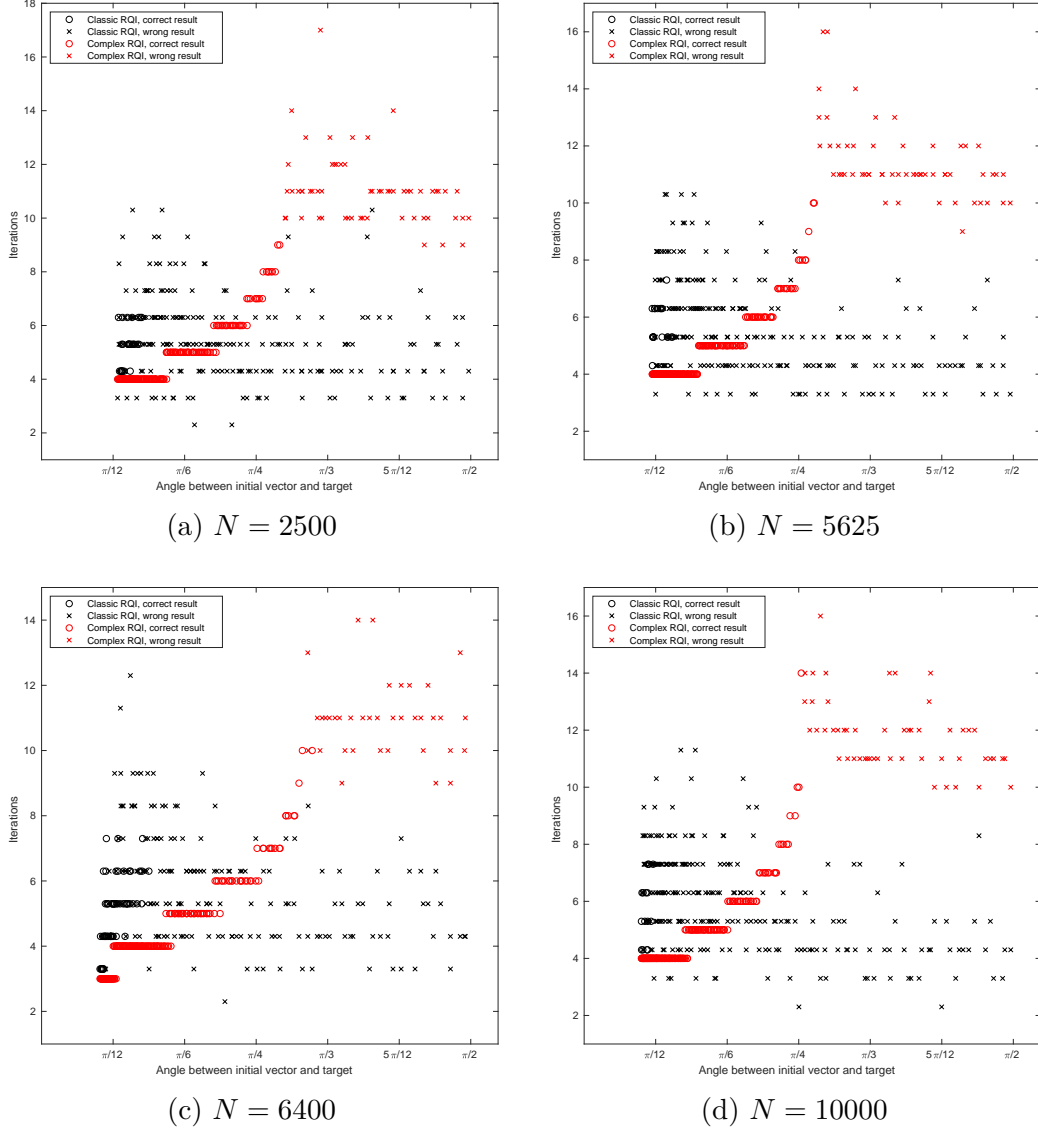 18
16
14
12
10
8
6
4
2
Iterations
Classic RQI, correct result
Classic RQI, wrong result
Complex RQI, correct result
Complex RQI, wrong result
π/12 π/6 π/4 π/3 5 π/12 π/2
Angle between initial vector and target
(a) N = 2500
16
14
12
10
8
6
4
2
Iterations
Classic RQI, correct result
Classic RQI, wrong result
Complex RQI, correct result
Complex RQI, wrong result
π/12 π/6 π/4 π/3 5 π/12 π/2
Angle between initial vector and target
(b) N = 5625
14
12
10
8
6
4
2
Iterations
Classic RQI, correct result
Classic RQI, wrong result
Complex RQI, correct result
Complex RQI, wrong result
π/12 π/6 π/4 π/3 5 π/12 π/2
Angle between initial vector and target
(c) N = 6400
16
14
12
10
8
6
4
2
Iterations
Classic RQI, correct result
Classic RQI, wrong result
Complex RQI, correct result
Complex RQI, wrong result
π/12 π/6 π/4 π/3 5 π/12 π/2
Angle between initial vector and target
(d) N = 10000